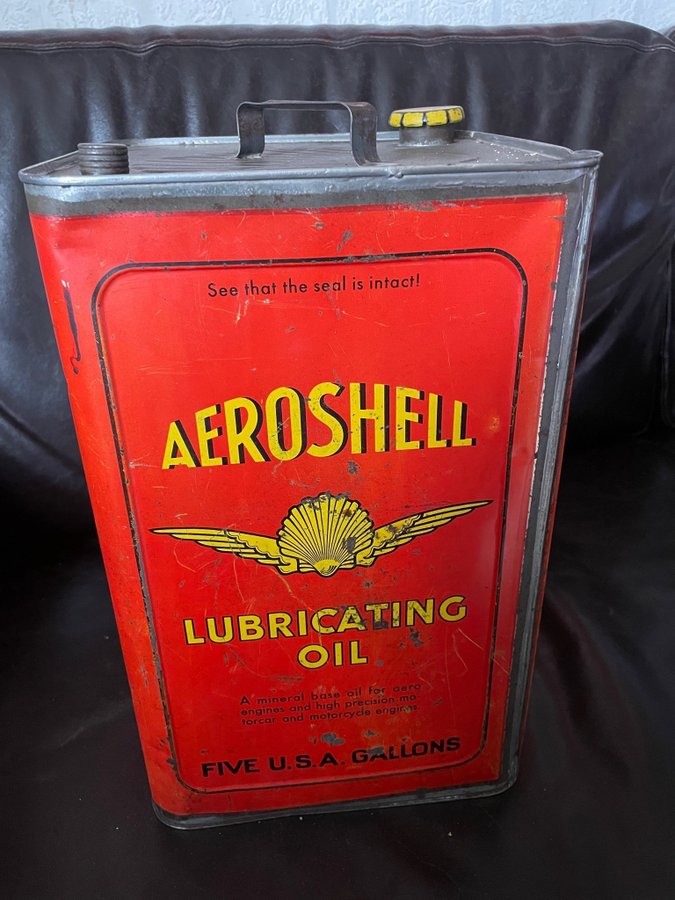 See that the seal is intact!
AEROSHELL
LUBRICATING
OIL
A mineral base oil for aero
engines and high precision mo-
torcar and motorcycle engines.
FIVE U.S.A. GALLONS